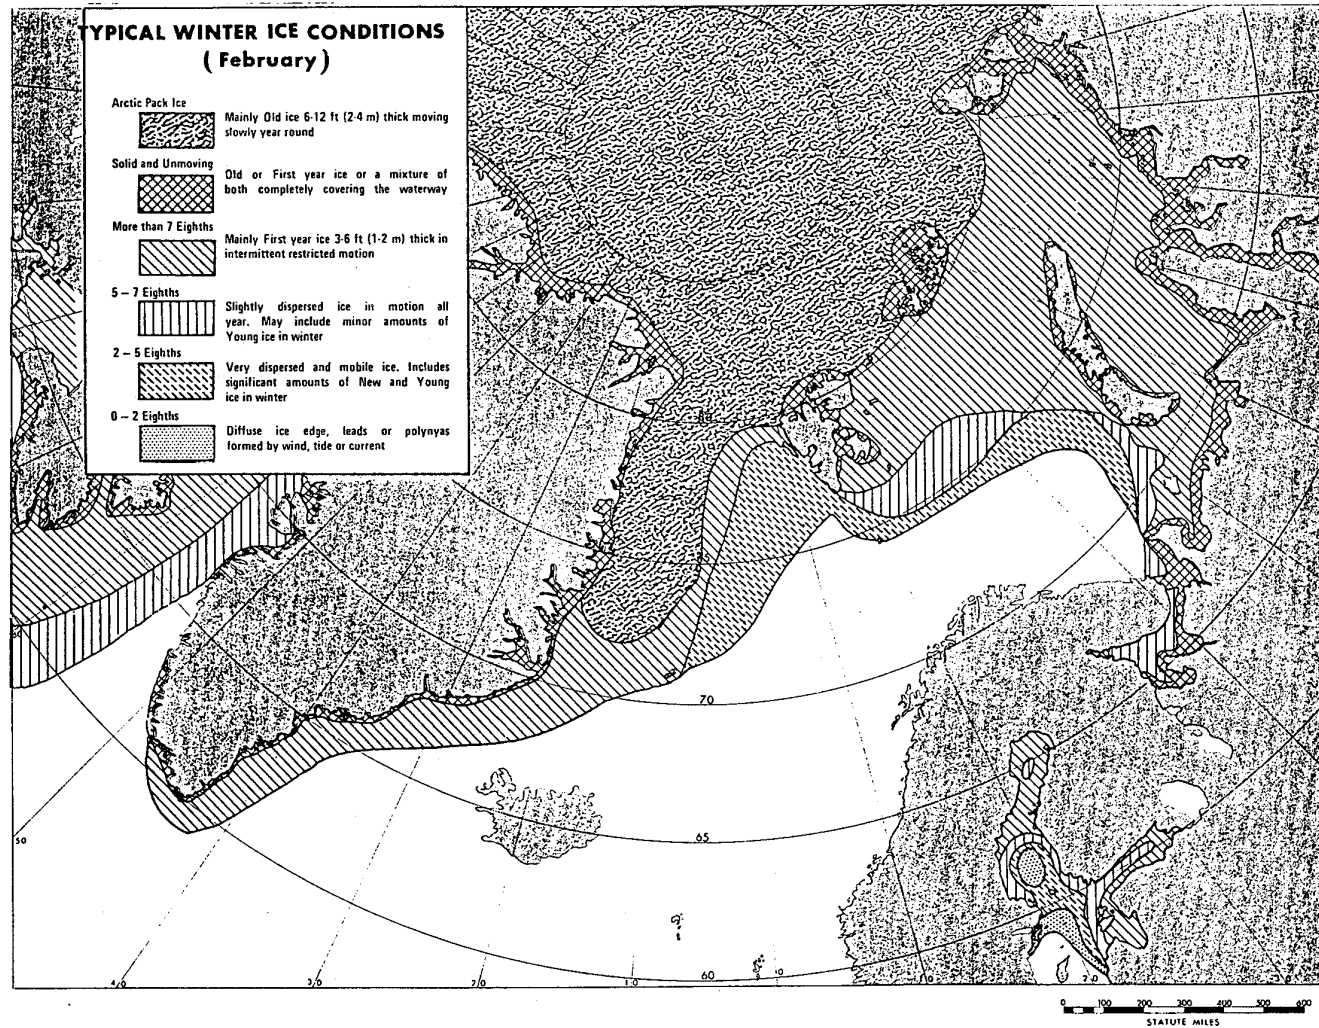 TYPICAL WINTER ICE CONDITIONS
( February )
Arctic Pack Ice
Mainly Old ice 6-12 ft (2-4 m) thick moving
slowly year round
Solid and Unmoving
Old or First year ice or a mixture of
both completely covering the waterway
More than 7 Eighths
Mainly First year ice 3-6 ft (1-2 m) thick in
intermittent restricted motion
5 – 7 Eighths
Slightly dispersed ice in motion all
year. May include minor amounts of
Young ice in winter
2 – 5 Eighths
Very dispersed and mobile ice. Includes
significant amounts of New and Young
ice in winter
0 – 2 Eighths
Diffuse ice edge, leads or polynyas
formed by wind, tide or current
80
70
65
60
50
40
30
20
10
10
0
20
0 100 200 300 400 500 600
STATUTE MILES